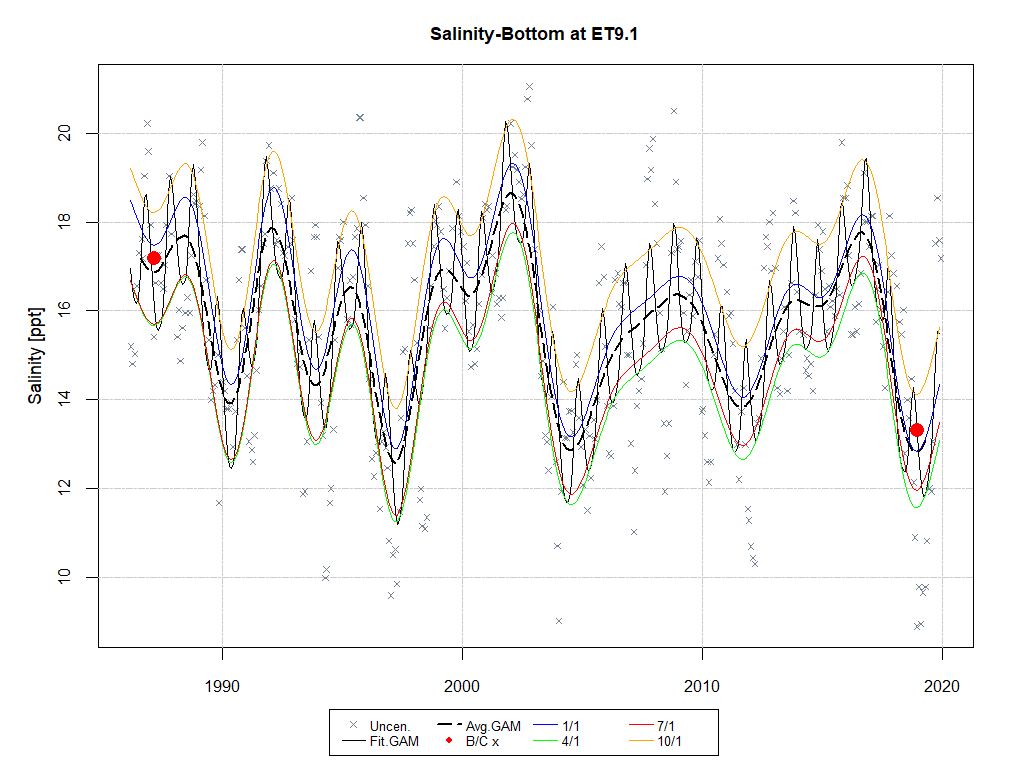 Salinity-Bottom at ET9.1
Salinity [ppt]
20
18
16
14
12
10
1990 2000 2010 2020
Uncen. Avg.GAM 1/1 7/1
Fit.GAM B/C x 4/1 10/1